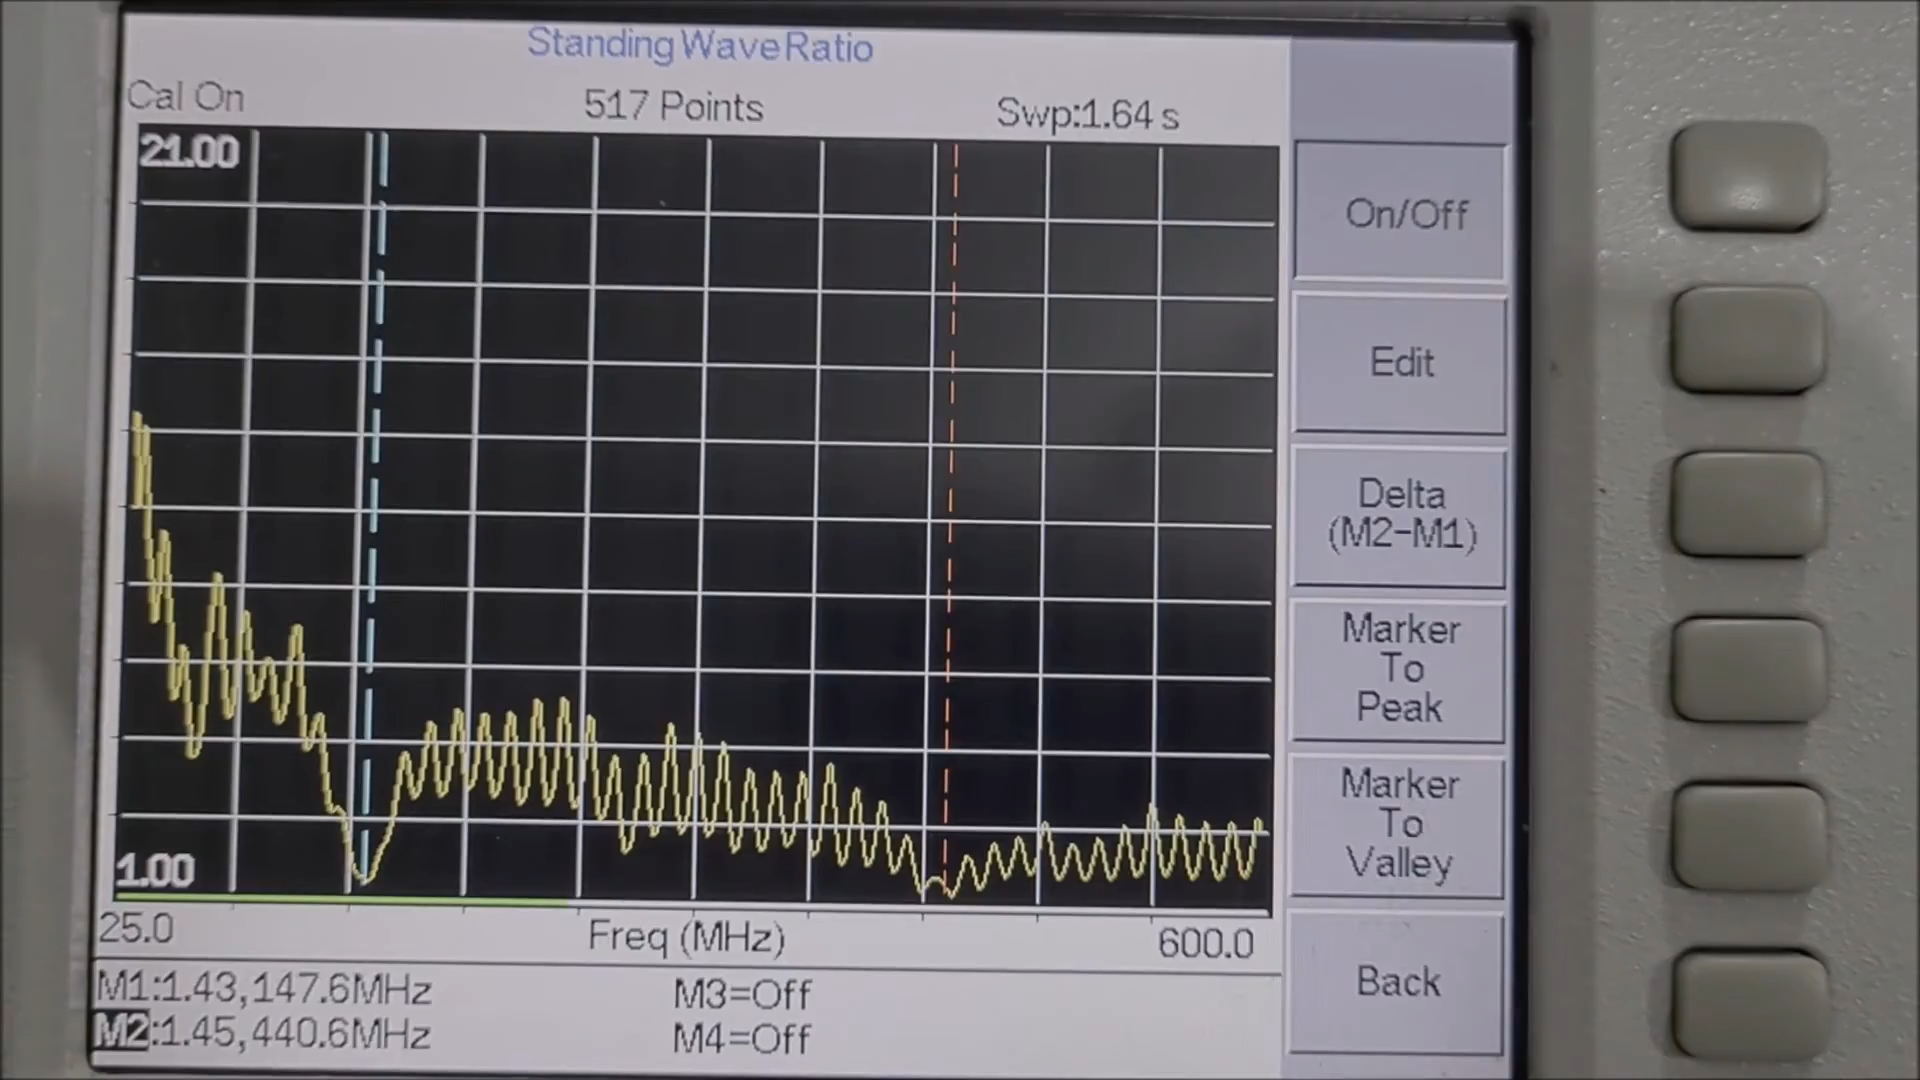 Standing Wave Ratio
Cal On
517 Points
Swp:1.64 s
21.00
1.00
25.0
Freq (MHz)
600.0
M1:1.43,147.6MHz
M3=Off
M2:1.45,440.6MHz
M4=Off
On/Off
Edit
Delta
(M2-M1)
Marker
To
Peak
Marker
To
Valley
Back